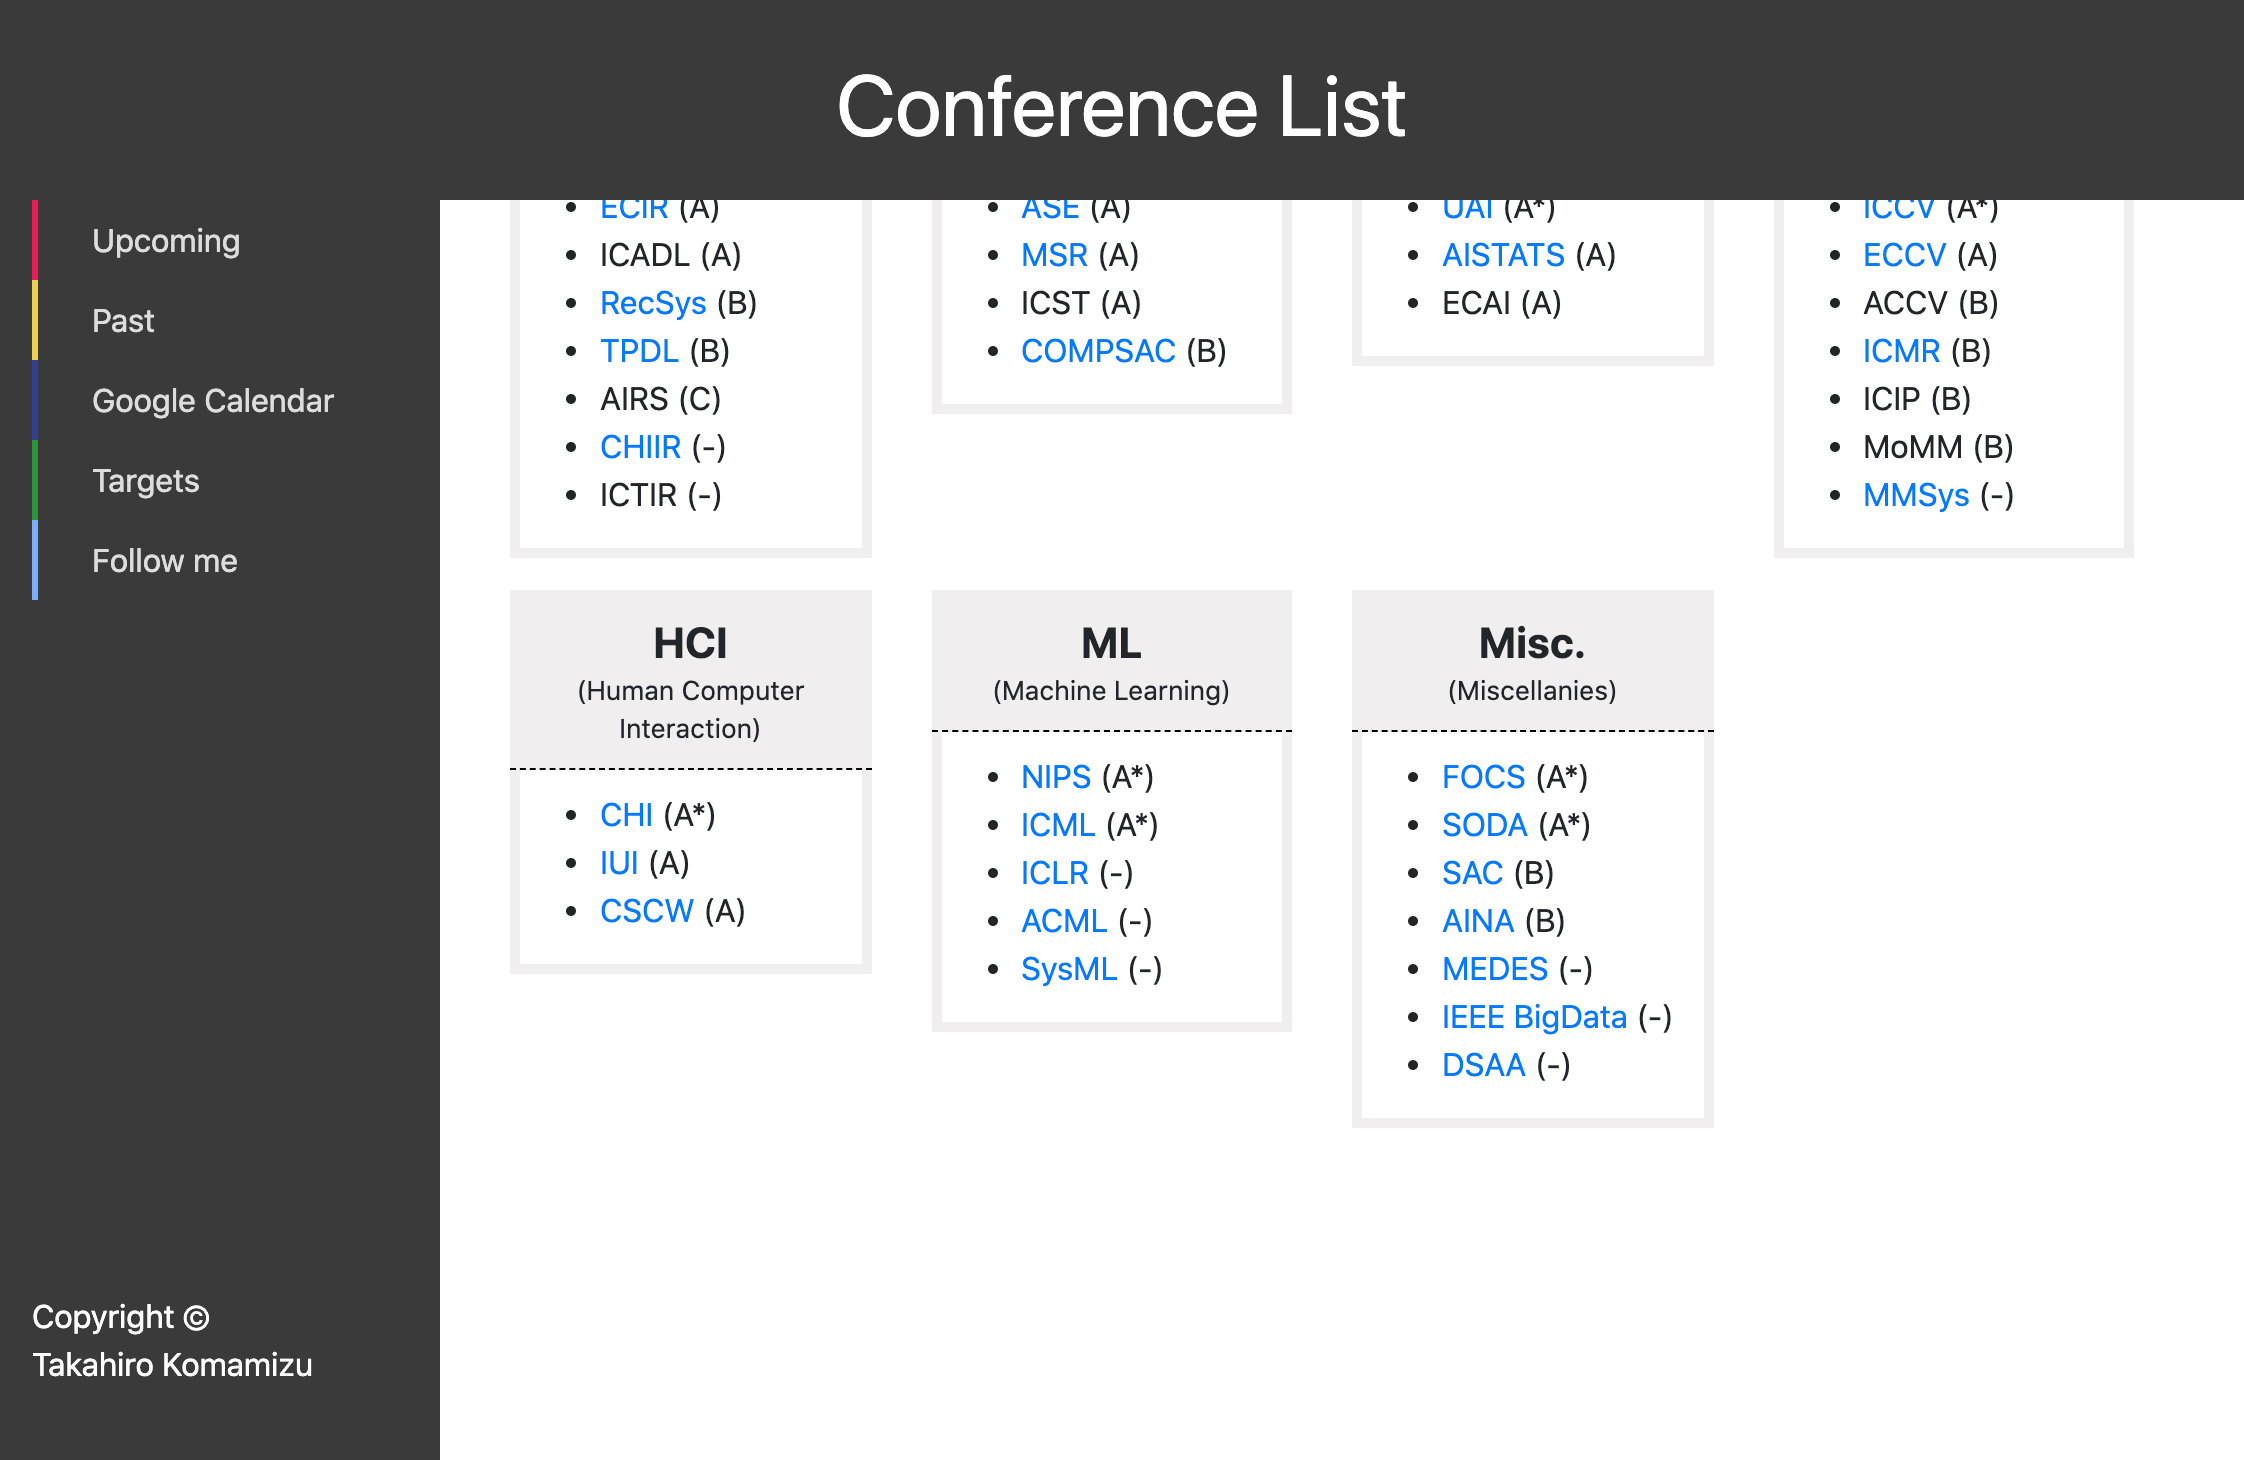 Conference List
Upcoming
Past
Google Calendar
Targets
Follow me
Copyright ©
Takahiro Komamizu
ECIR (A)
ICADL (A)
RecSys (B)
TPDL (B)
AIRS (C)
CHIIR (-)
ICTIR (-)
ASE (A)
MSR (A)
ICST (A)
COMPSAC (B)
UAI (A*)
AISTATS (A)
ECAI (A)
ICCV (A*)
ECCV (A)
ACCV (B)
ICMR (B)
ICIP (B)
MoMM (B)
MMSys (-)
HCI
(Human Computer
Interaction)
CHI (A*)
IUI (A)
CSCW (A)
ML
(Machine Learning)
NIPS (A*)
ICML (A*)
ICLR (-)
ACML (-)
SysML (-)
Misc.
(Miscellanies)
FOCS (A*)
SODA (A*)
SAC (B)
AINA (B)
MEDES (-)
IEEE BigData (-)
DSAA (-)